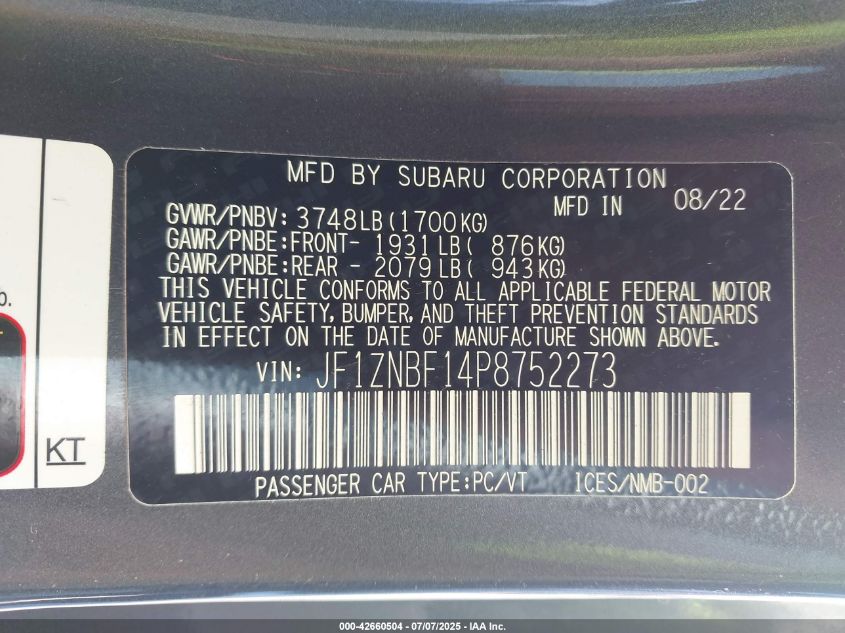 MFD BY SUBARU CORPORATION
MFD IN 08/22
GVWR/PNBV: 3748LB(1700KG)
GAWR/PNBE:FRONT- 1931LB( 876KG)
GAWR/PNBE:REAR - 2079LB( 943KG)
THIS VEHICLE CONFORMS TO ALL APPLICABLE FEDERAL MOTOR
VEHICLE SAFETY, BUMPER, AND THEFT PREVENTION STANDARDS
IN EFFECT ON THE DATE OF MANUFACTURE SHOWN ABOVE.
VIN: JF1ZNBF14P8752273
PASSENGER CAR TYPE:PC/VT ICES/NMB-002
KT
000-42660504 - 07/07/2025 - IAA Inc.